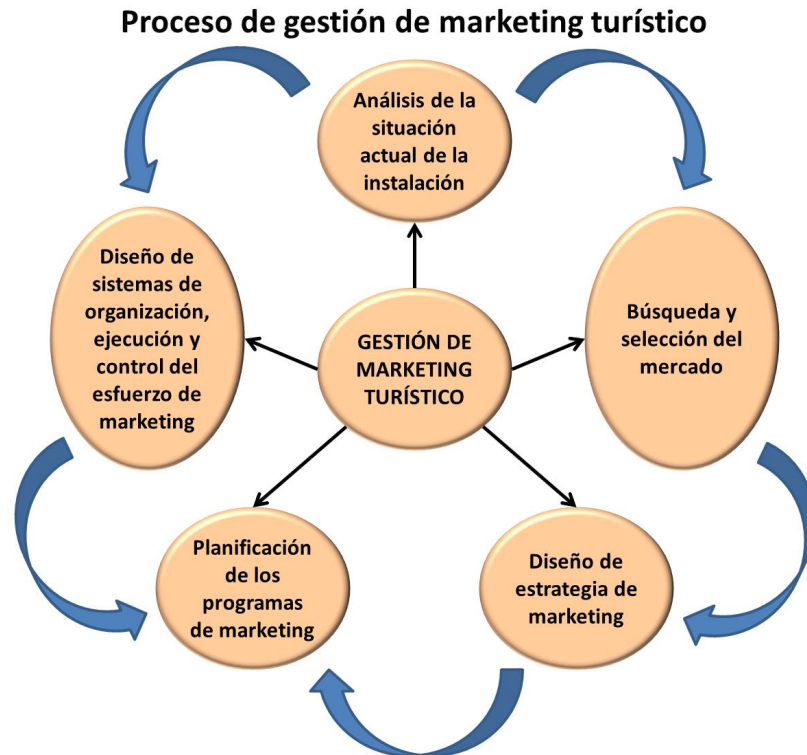 Proceso de gestión de marketing turístico
Análisis de la
situación
actual de la
instalación
Diseño de
sistemas de
organización,
ejecución y
control del
esfuerzo de
marketing
GESTIÓN DE
MARKETING
TURÍSTICO
Búsqueda y
selección del
mercado
Planificación
de los
programas
de marketing
Diseño de
estrategia de
marketing